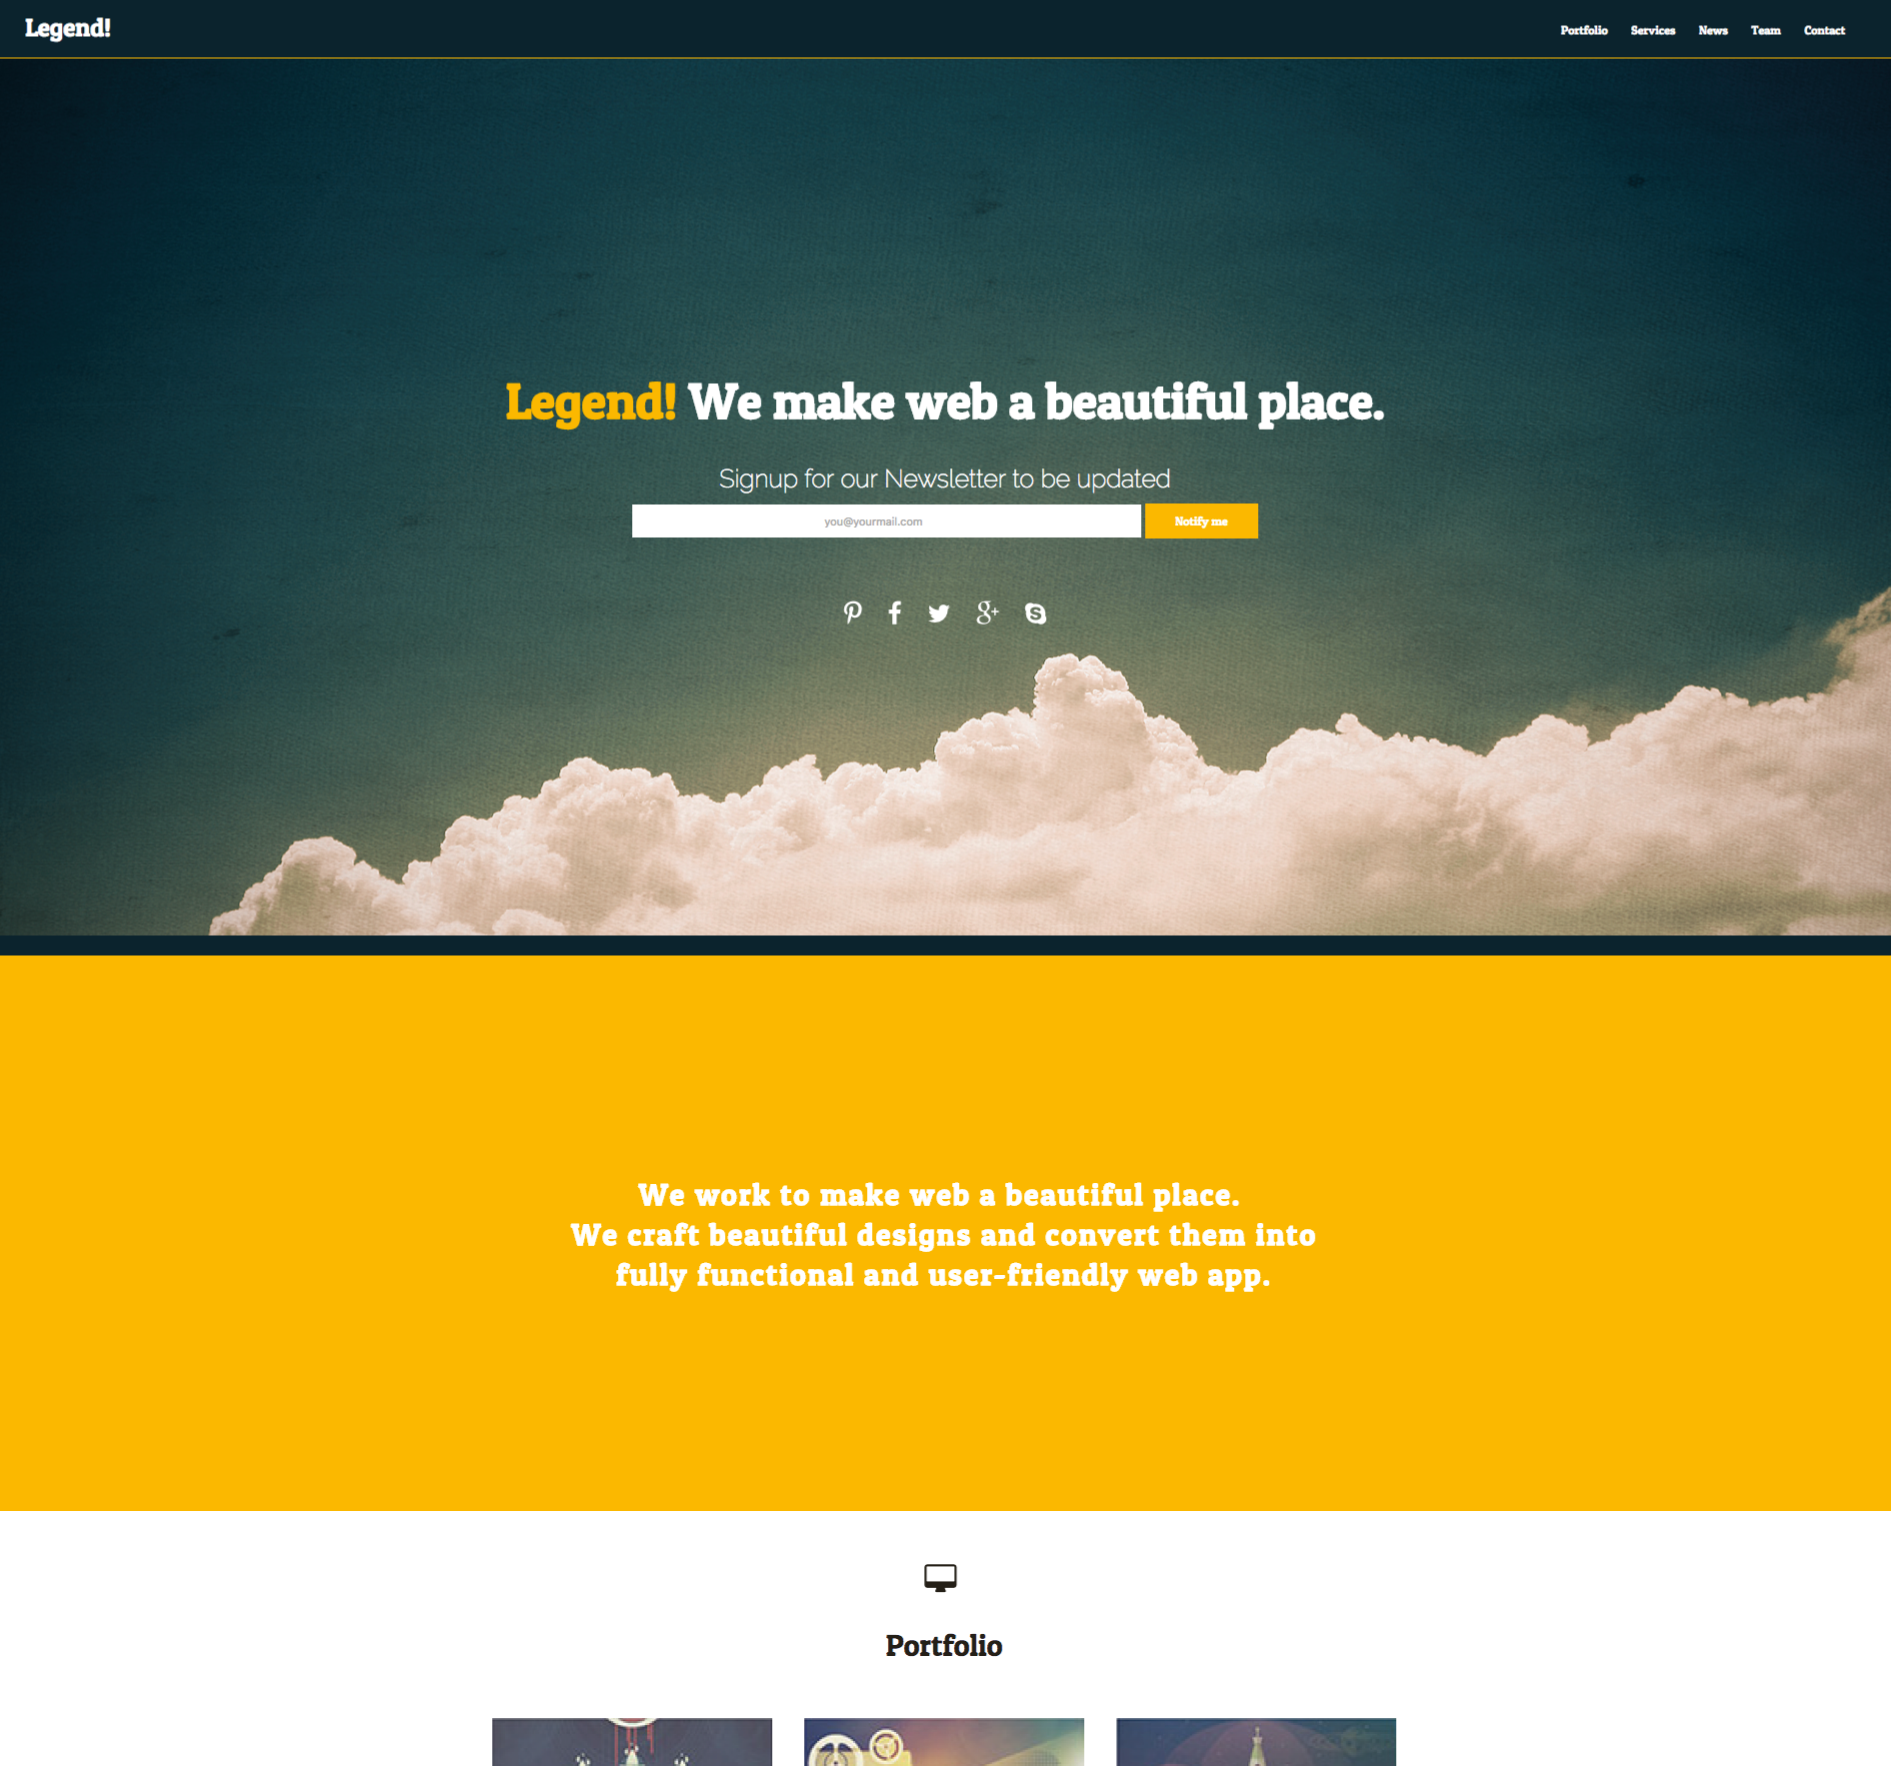 Legend!
Portfolio Services News Team Contact
Legend! We make web a beautiful place.
Signup for our Newsletter to be updated
you@yourmail.com Notify me
We work to make web a beautiful place.
We craft beautiful designs and convert them into
fully functional and user-friendly web app.
Portfolio